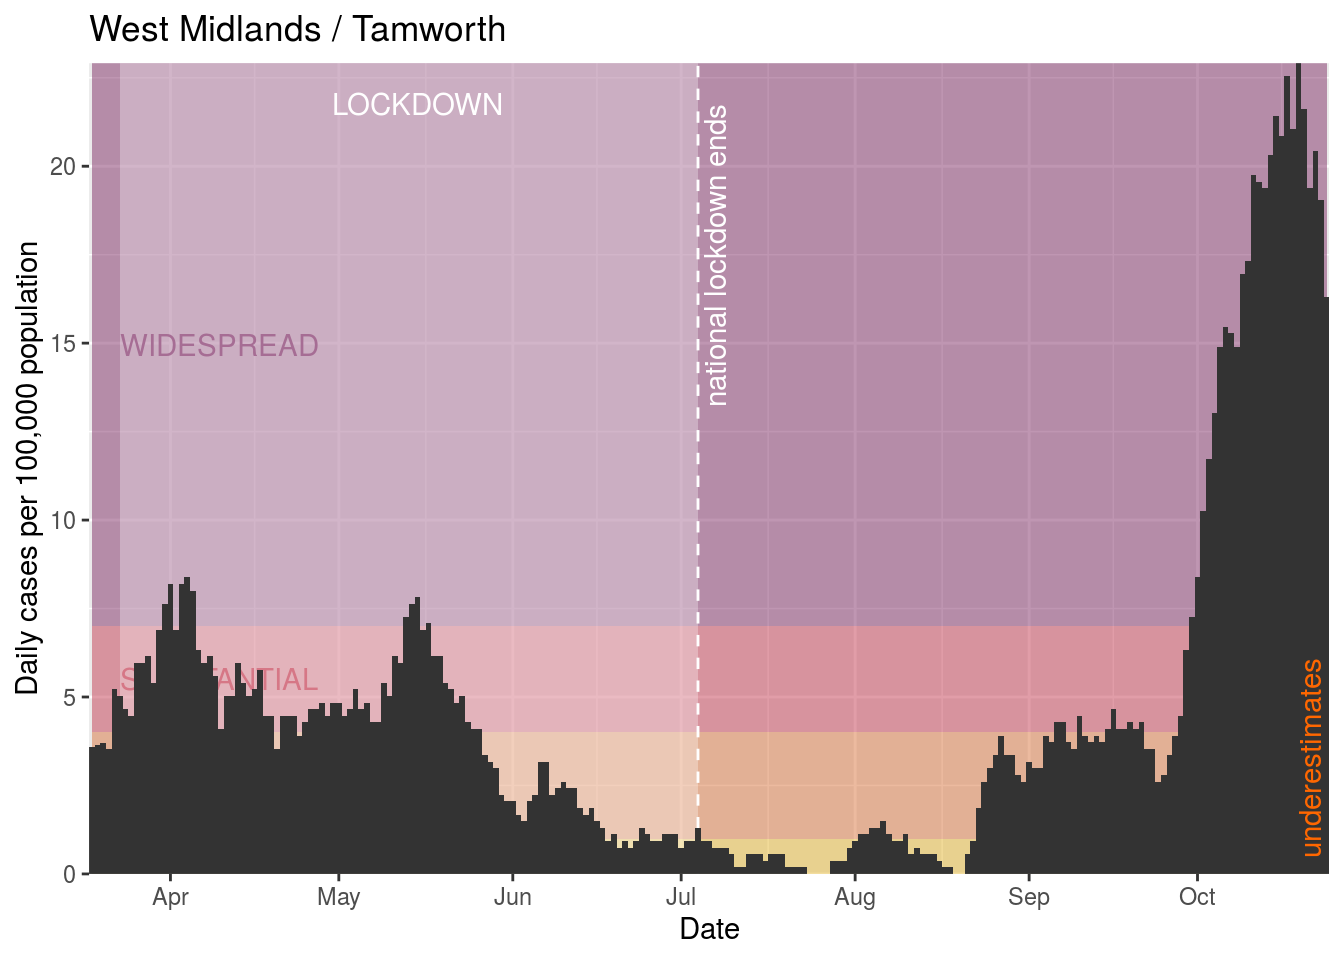 West Midlands / Tamworth
LOCKDOWN
national lockdown ends
WIDESPREAD
SUBSTANTIAL
underestimates
Daily cases per 100,000 population
20
15
10
5
0
Apr
May
Jun
Jul
Aug
Sep
Oct
Date